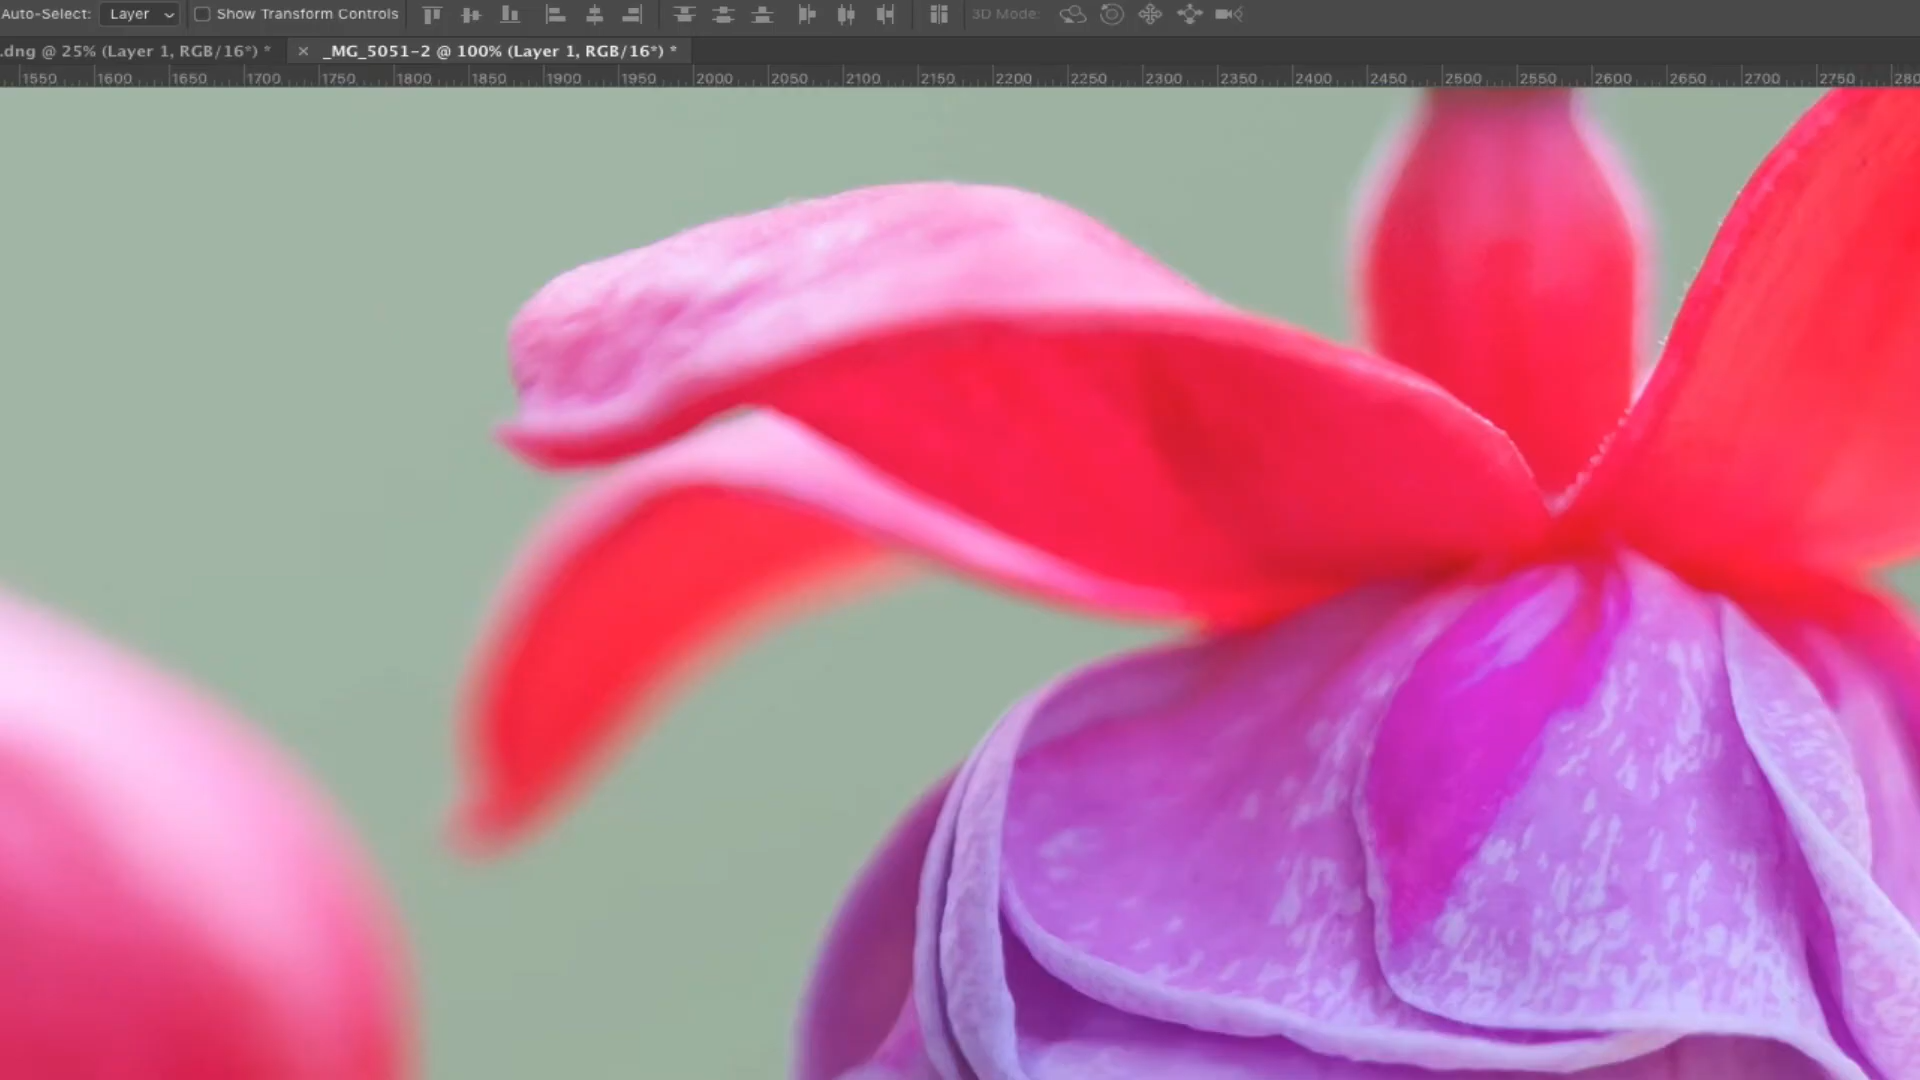 Auto-Select: Layer Show Transform Controls 3D Mode:
.dng @ 25% (Layer 1, RGB/16*) * × _MG_5051-2 @ 100% (Layer 1, RGB/16*) *
1550 1600 1650 1700 1750 1800 1850 1900 1950 2000 2050 2100 2150 2200 2250 2300 2350 2400 2450 2500 2550 2600 2650 2700 2750 280